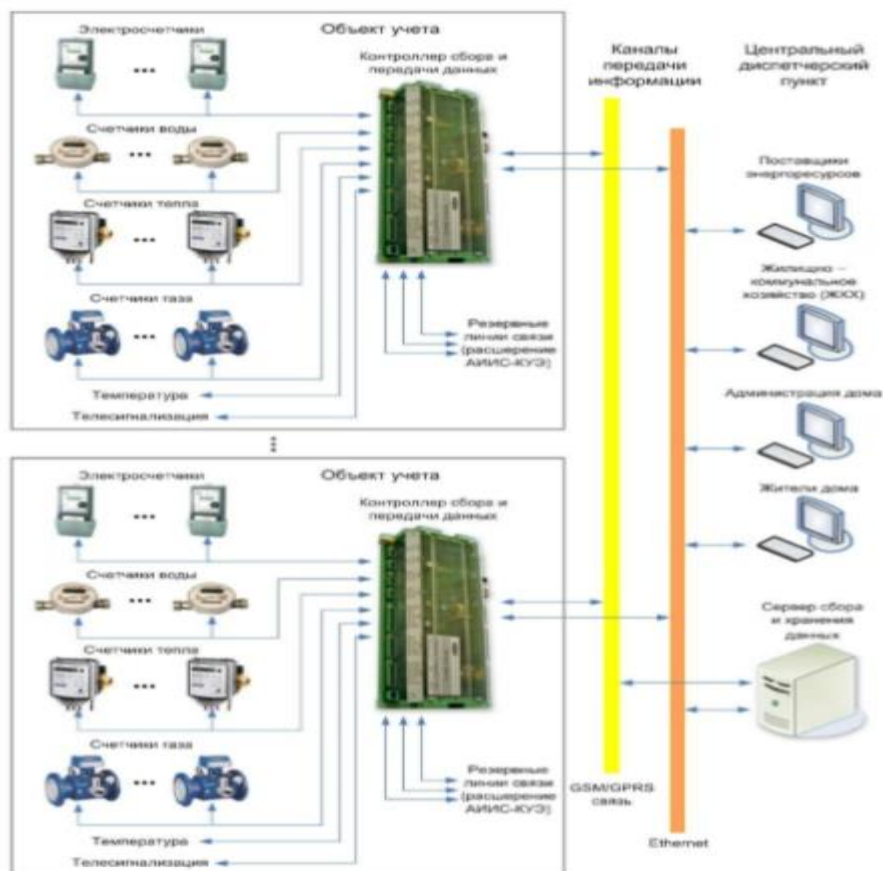 Электросчетчики
Объект учета
Контроллер сбора и
передачи данных
Счетчики воды
Счетчики тепла
Счетчики газа
Резервные
линии связи
(расширение
АИИС-КУЭ)
Температура
Телесигнализация
Электросчетчики
Объект учета
Контроллер сбора и
передачи данных
Счетчики воды
Счетчики тепла
Счетчики газа
Резервные
линии связи
(расширение
АИИС-КУЭ)
Температура
Телесигнализация
Каналы
передачи
информации
GSM/GPRS
связь
Ethernet
Центральный
диспетчерский
пункт
Поставщики
энергоресурсов
Жилищно –
коммунальное
хозяйство (ЖКХ)
Администрация дома
Жители дома
Сервер сбора
и хранения
данных